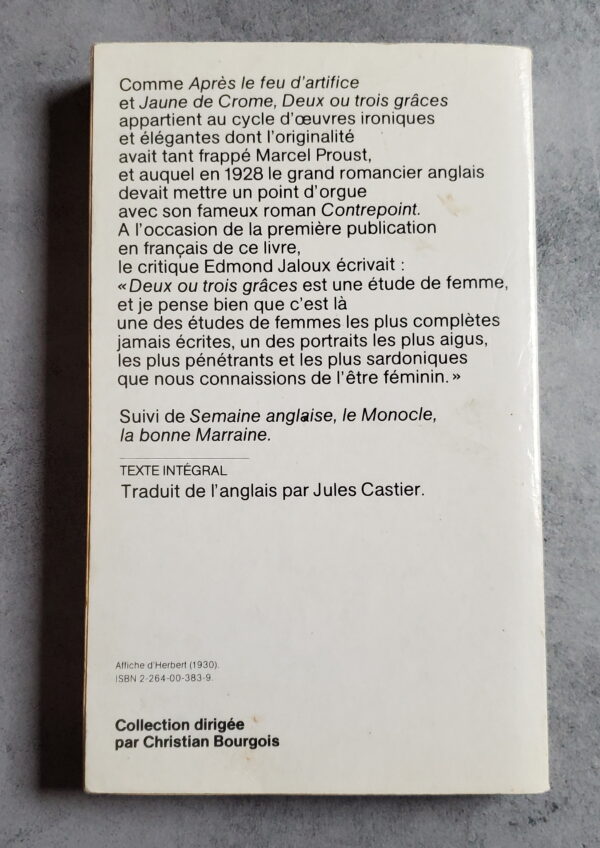 Comme Après le feu d'artifice
et Jaune de Crome, Deux ou trois grâces
appartient au cycle d'œuvres ironiques
et élégantes dont l'originalité
avait tant frappé Marcel Proust,
et auquel en 1928 le grand romancier anglais
devait mettre un point d'orgue
avec son fameux roman Contrepoint.
A l'occasion de la première publication
en français de ce livre,
le critique Edmond Jaloux écrivait :
«Deux ou trois grâces est une étude de femme,
et je pense bien que c'est là
une des études de femmes les plus complètes
jamais écrites, un des portraits les plus aigus,
les plus pénétrants et les plus sardoniques
que nous connaissions de l'être féminin.»
Suivi de Semaine anglaise, le Monocle,
la bonne Marraine.
TEXTE INTÉGRAL
Traduit de l'anglais par Jules Castier.
Affiche d'Herbert (1930).
ISBN 2-264-00-383-9.
Collection dirigée
par Christian Bourgois